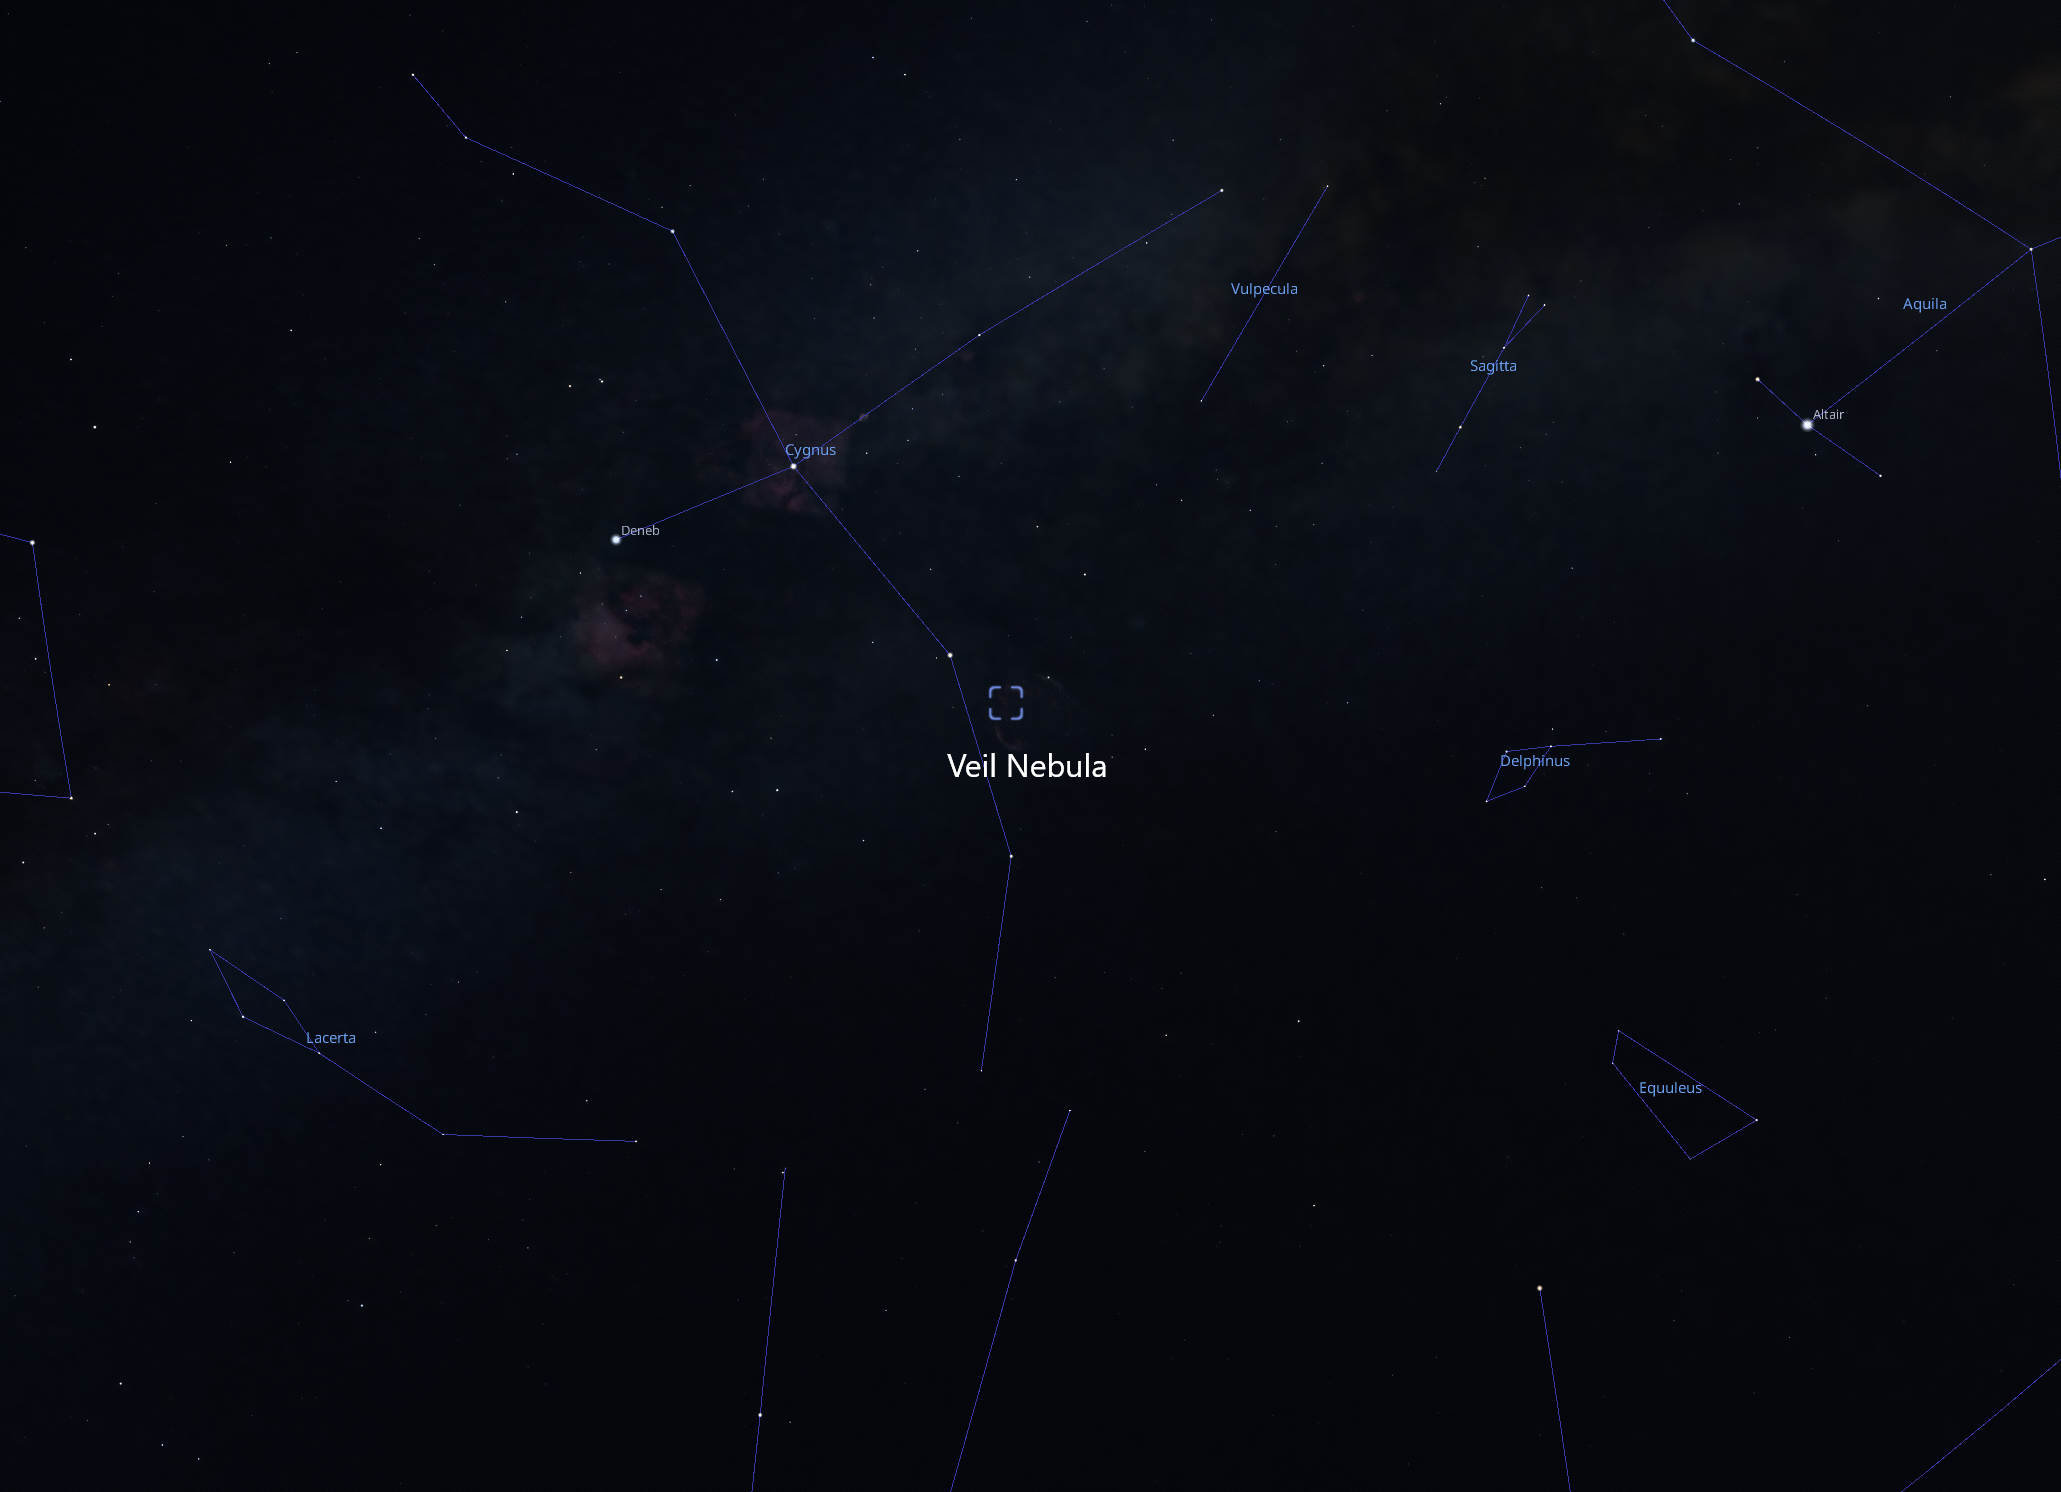 Vulpecula
Aquila
Sagitta
Altair
Cygnus
Deneb
Veil Nebula
Delphinus
Lacerta
Equuleus